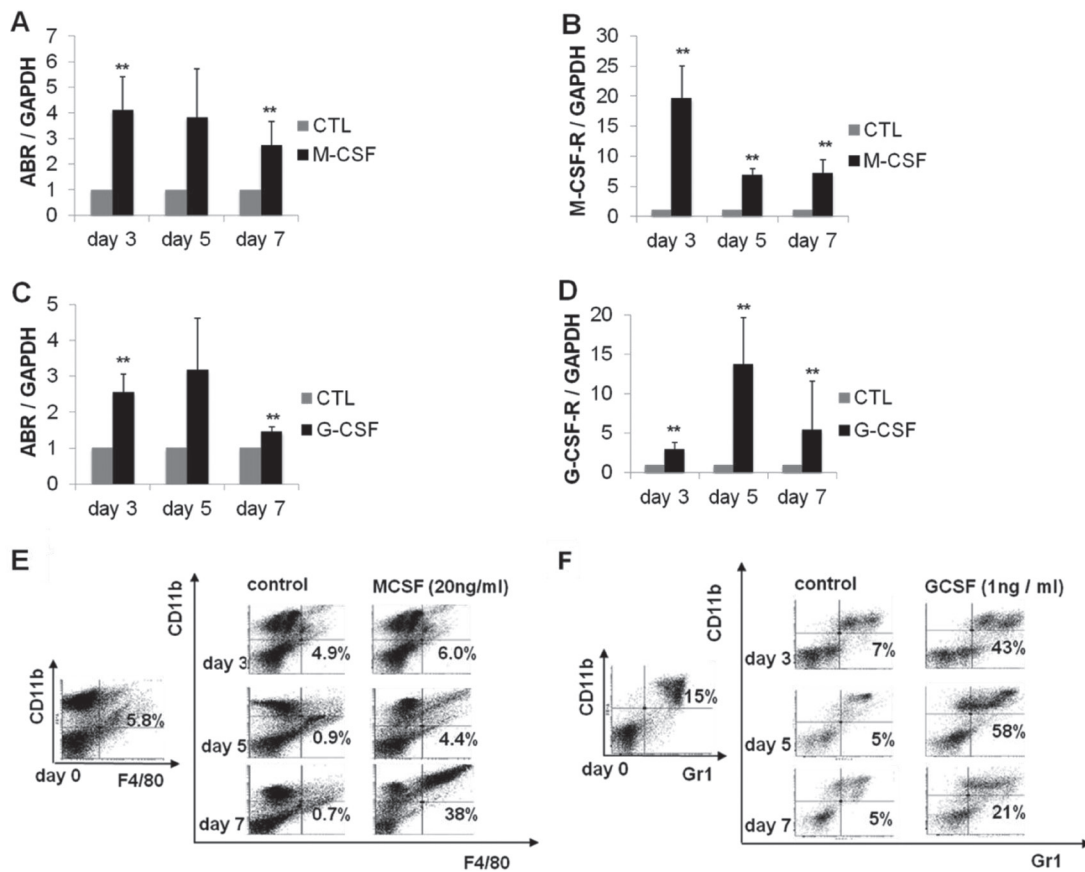 A
ABR / GAPDH
7
6
5
4
3
2
1
0
**
**
day 3
day 5
day 7
CTL
M-CSF
B
M-CSF-R / GAPDH
30
25
20
15
10
5
0
**
**
**
day 3
day 5
day 7
CTL
M-CSF
C
ABR / GAPDH
5
4
3
2
1
0
**
**
day 3
day 5
day 7
CTL
G-CSF
D
G-CSF-R / GAPDH
20
15
10
5
0
**
**
**
day 3
day 5
day 7
CTL
G-CSF
E
CD11b
5.8%
day 0
F4/80
CD11b
control
MCSF (20ng/ml)
day 3
4.9%
6.0%
day 5
0.9%
4.4%
day 7
0.7%
38%
F4/80
F
CD11b
15%
day 0
Gr1
CD11b
control
GCSF (1ng / ml)
day 3
7%
43%
day 5
5%
58%
day 7
5%
21%
Gr1